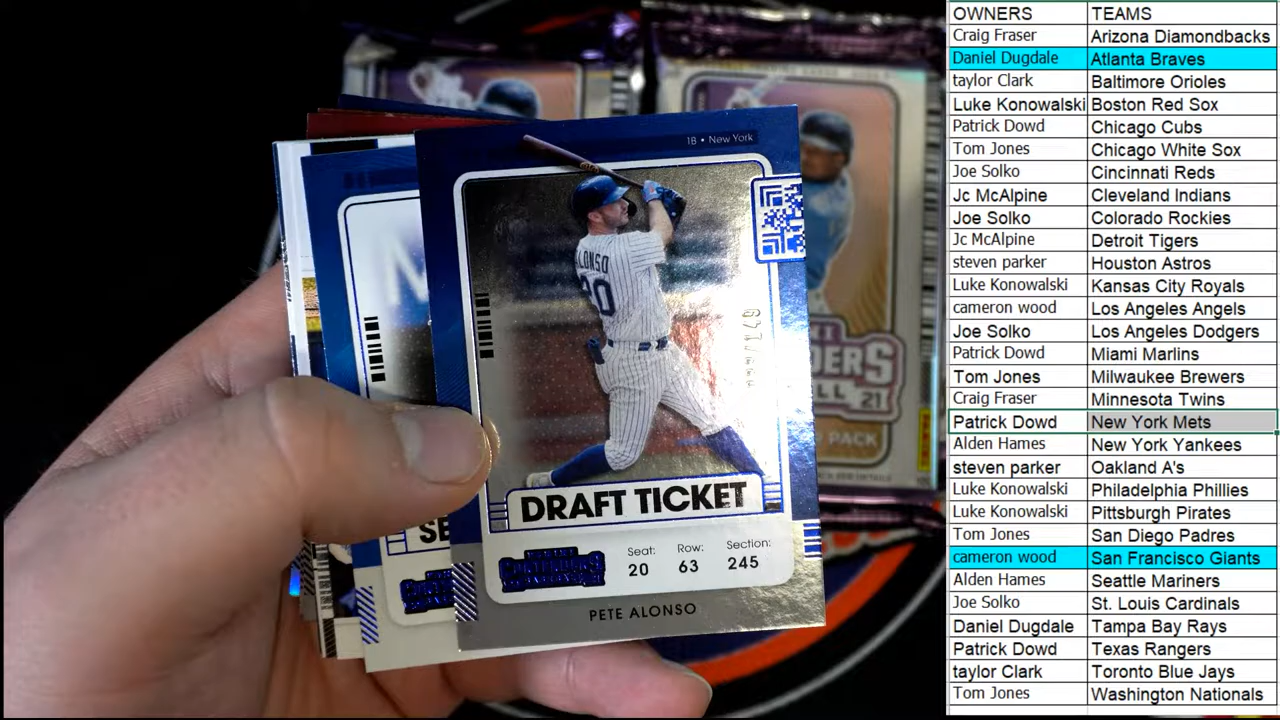 1B • New York
ALONSO
20
DRAFT TICKET
Seat: Row: Section:
20 63 245
CONTENDERS
PETE ALONSO
SE
21
PACK
OWNERS TEAMS
Craig Fraser Arizona Diamondbacks
Daniel Dugdale Atlanta Braves
taylor Clark Baltimore Orioles
Luke Konowalski Boston Red Sox
Patrick Dowd Chicago Cubs
Tom Jones Chicago White Sox
Joe Solko Cincinnati Reds
Jc McAlpine Cleveland Indians
Joe Solko Colorado Rockies
Jc McAlpine Detroit Tigers
steven parker Houston Astros
Luke Konowalski Kansas City Royals
cameron wood Los Angeles Angels
Joe Solko Los Angeles Dodgers
Patrick Dowd Miami Marlins
Tom Jones Milwaukee Brewers
Craig Fraser Minnesota Twins
Patrick Dowd New York Mets
Alden Hames New York Yankees
steven parker Oakland A's
Luke Konowalski Philadelphia Phillies
Luke Konowalski Pittsburgh Pirates
Tom Jones San Diego Padres
cameron wood San Francisco Giants
Alden Hames Seattle Mariners
Joe Solko St. Louis Cardinals
Daniel Dugdale Tampa Bay Rays
Patrick Dowd Texas Rangers
taylor Clark Toronto Blue Jays
Tom Jones Washington Nationals